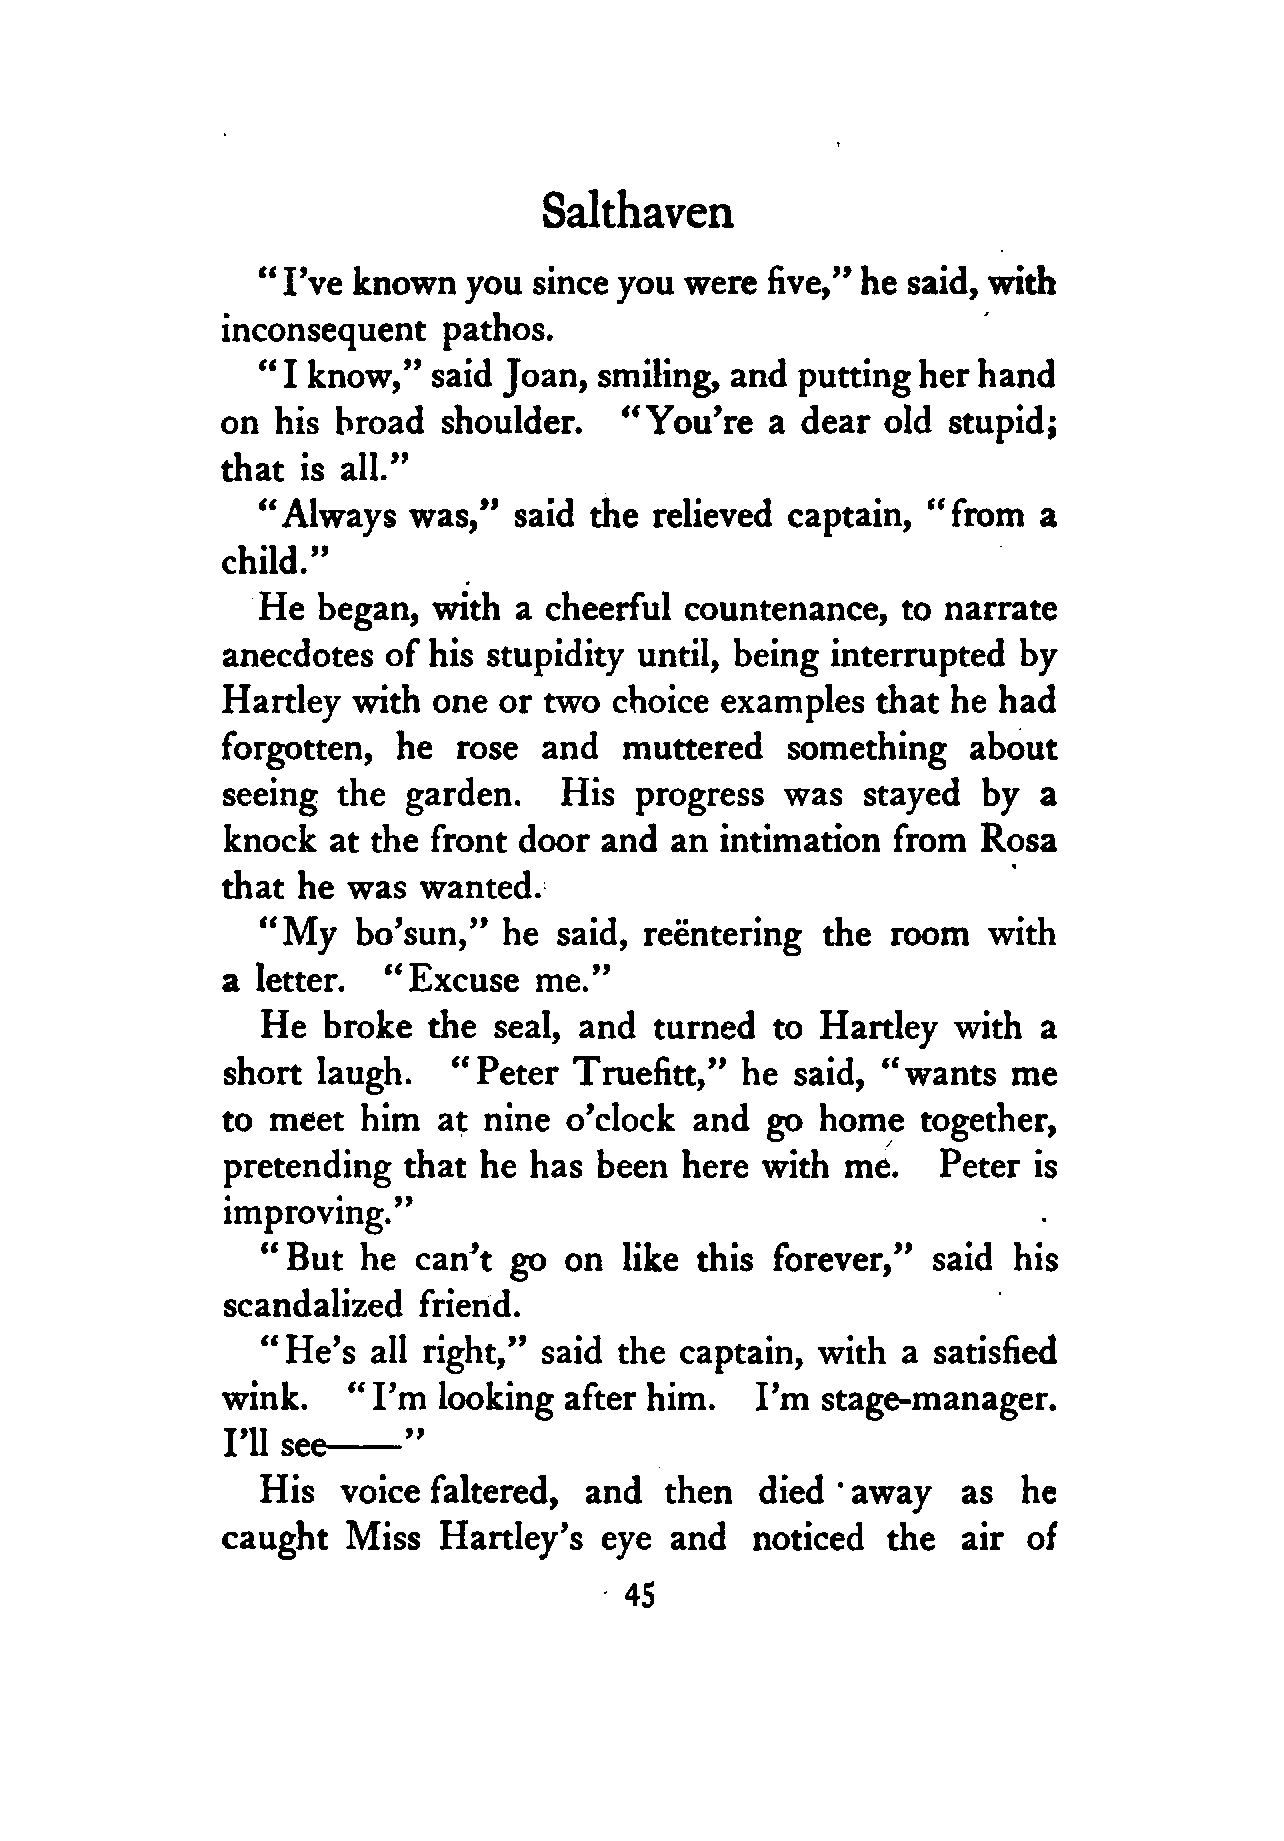 Salthaven
"I've known you since you were five," he said, with
inconsequent pathos.
"I know," said Joan, smiling, and putting her hand
on his broad shoulder. "You're a dear old stupid;
that is all."
"Always was," said the relieved captain, "from a
child."
He began, with a cheerful countenance, to narrate
anecdotes of his stupidity until, being interrupted by
Hartley with one or two choice examples that he had
forgotten, he rose and muttered something about
seeing the garden. His progress was stayed by a
knock at the front door and an intimation from Rosa
that he was wanted.
"My bo'sun," he said, reëntering the room with
a letter. "Excuse me."
He broke the seal, and turned to Hartley with a
short laugh. "Peter Truefitt," he said, "wants me
to meet him at nine o'clock and go home together,
pretending that he has been here with me. Peter is
improving."
"But he can't go on like this forever," said his
scandalized friend.
"He's all right," said the captain, with a satisfied
wink. "I'm looking after him. I'm stage-manager.
I'll see——"
His voice faltered, and then died away as he
caught Miss Hartley's eye and noticed the air of
45